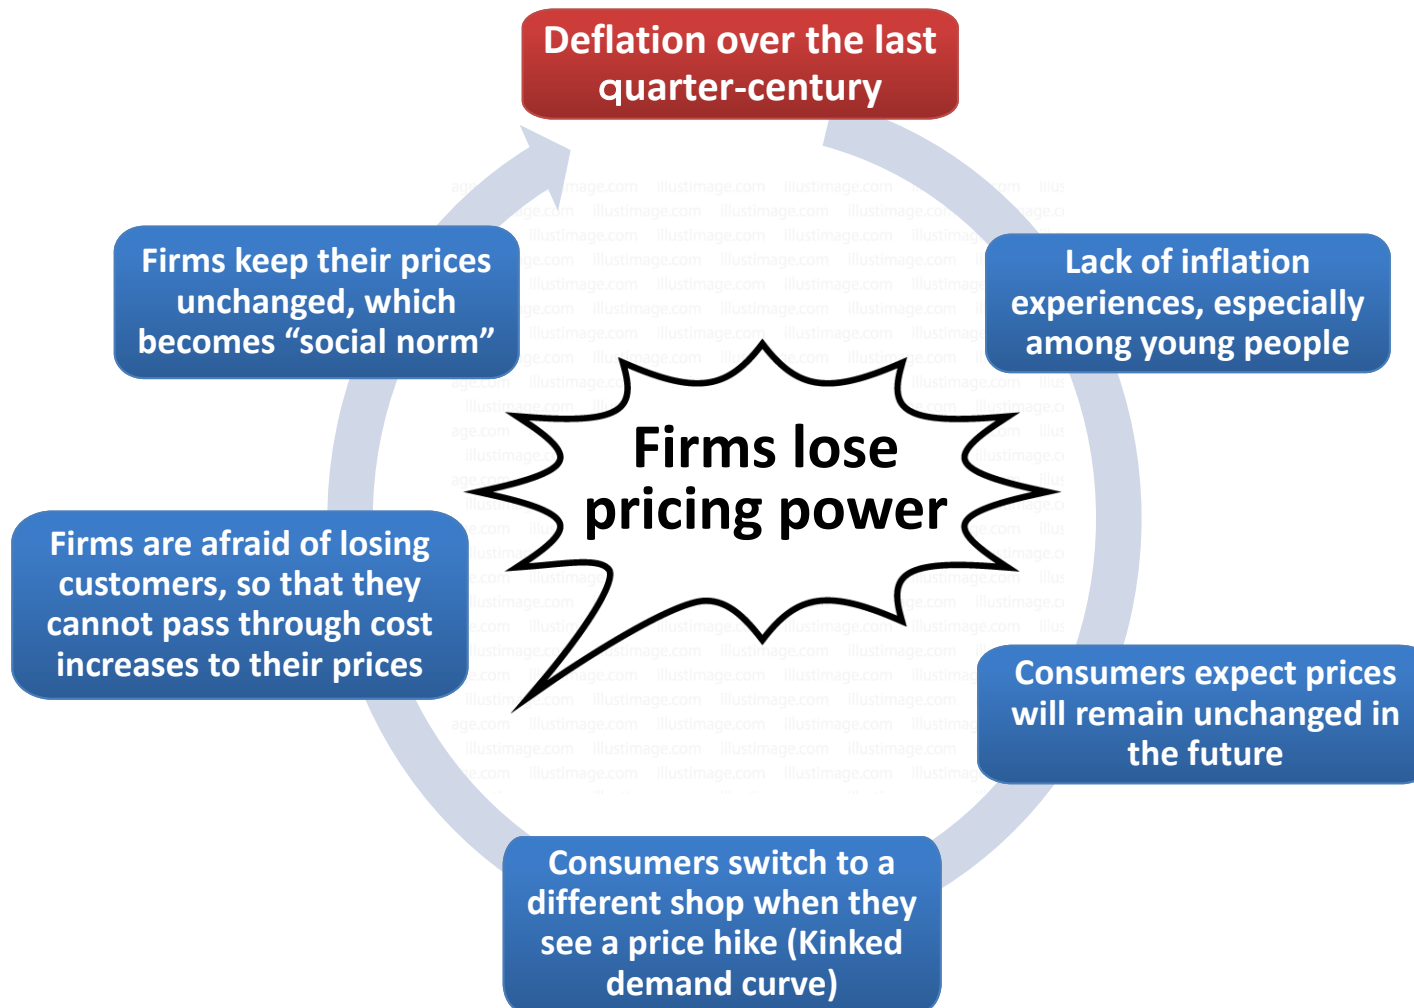 Deflation over the last
quarter-century
Lack of inflation
experiences, especially
among young people
Consumers expect prices
will remain unchanged in
the future
Consumers switch to a
different shop when they
see a price hike (Kinked
demand curve)
Firms are afraid of losing
customers, so that they
cannot pass through cost
increases to their prices
Firms keep their prices
unchanged, which
becomes “social norm”
Firms lose
pricing power
illustimage.com